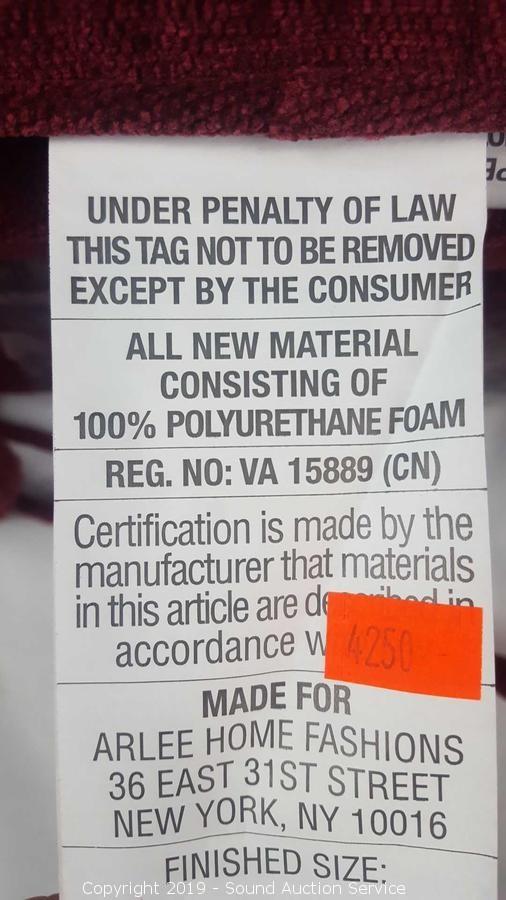 UNDER PENALTY OF LAW
THIS TAG NOT TO BE REMOVED
EXCEPT BY THE CONSUMER
ALL NEW MATERIAL
CONSISTING OF
100% POLYURETHANE FOAM
REG. NO: VA 15889 (CN)
Certification is made by the
manufacturer that materials
in this article are described in
accordance
4250
MADE FOR
ARLEE HOME FASHIONS
36 EAST 31ST STREET
NEW YORK, NY 10016
FINISHED SIZE:
Copyright 2019 - Sound Auction Service